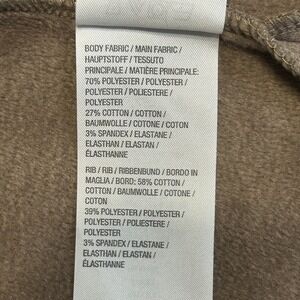 BODY FABRIC / MAIN FABRIC /
HAUPTSTOFF / TESSUTO
PRINCIPALE / MATIÈRE PRINCIPALE:
70% POLYESTER / POLYESTER /
POLYESTER / POLIESTERE /
POLYESTER
27% COTTON / COTTON /
BAUMWOLLE / COTONE / COTON
3% SPANDEX / ELASTANE /
ELASTHAN / ELASTAN /
ÉLASTHANNE
RIB / RIB / RIBBENBUND / BORDO IN
MAGLIA / BORD: 58% COTTON /
COTTON / BAUMWOLLE / COTONE /
COTON
39% POLYESTER / POLYESTER /
POLYESTER / POLIESTERE /
POLYESTER
3% SPANDEX / ELASTANE /
ELASTHAN / ELASTAN /
ÉLASTHANNE